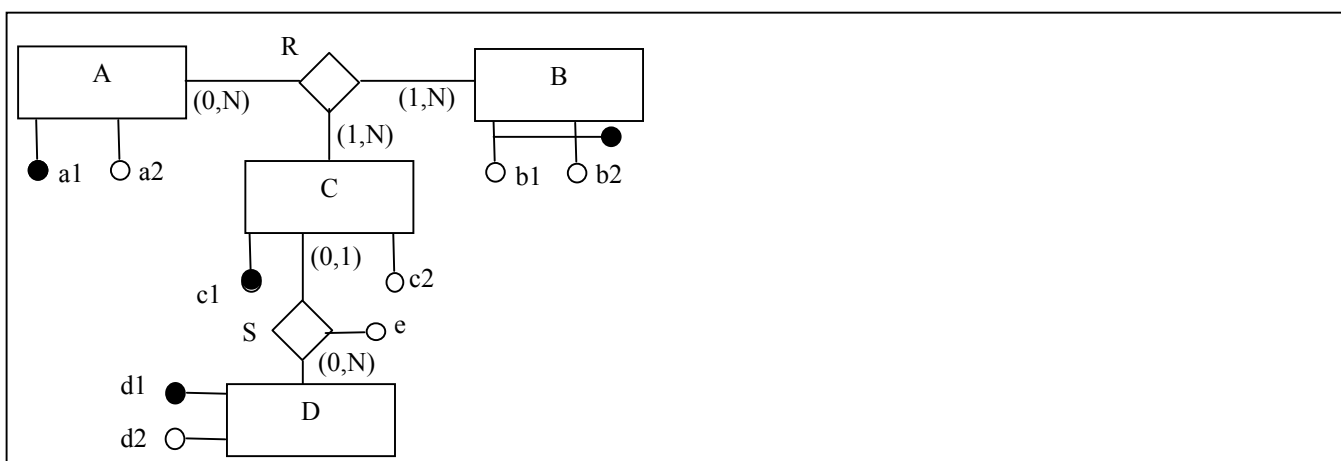 R
A
B
(0,N)
(1,N)
(1,N)
a1
a2
b1
b2
C
(0,1)
c1
c2
S
e
(0,N)
d1
D
d2